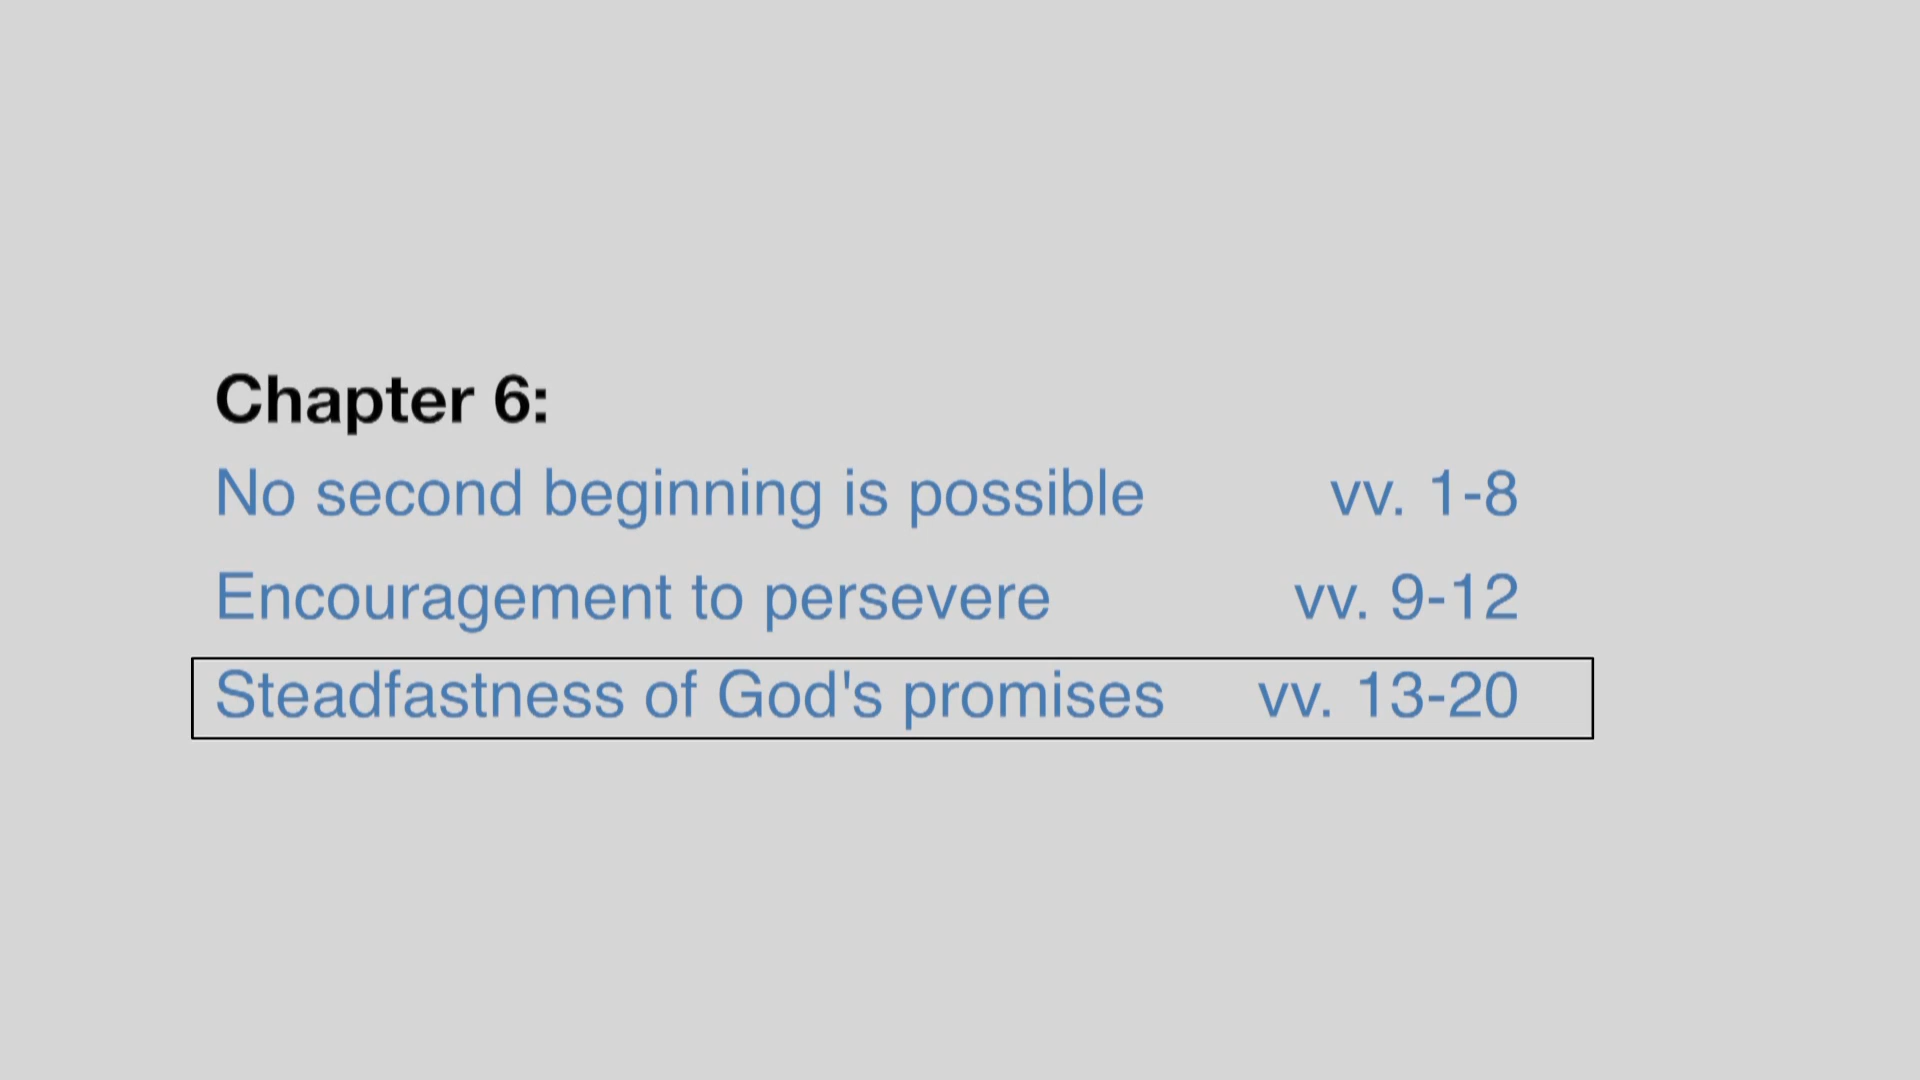 Chapter 6:
No second beginning is possible vv. 1-8
Encouragement to persevere vv. 9-12
Steadfastness of God's promises vv. 13-20